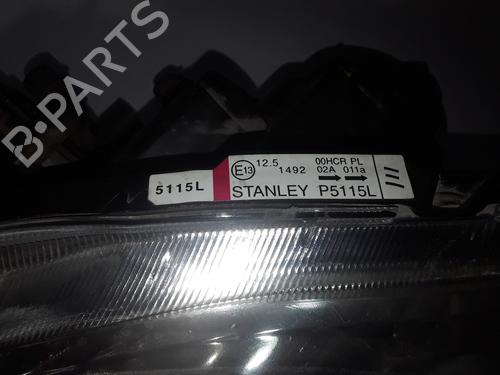 B-PARTS
5115L
E13 12.5 1492 00HCR PL
02A 011a
STANLEY P5115L